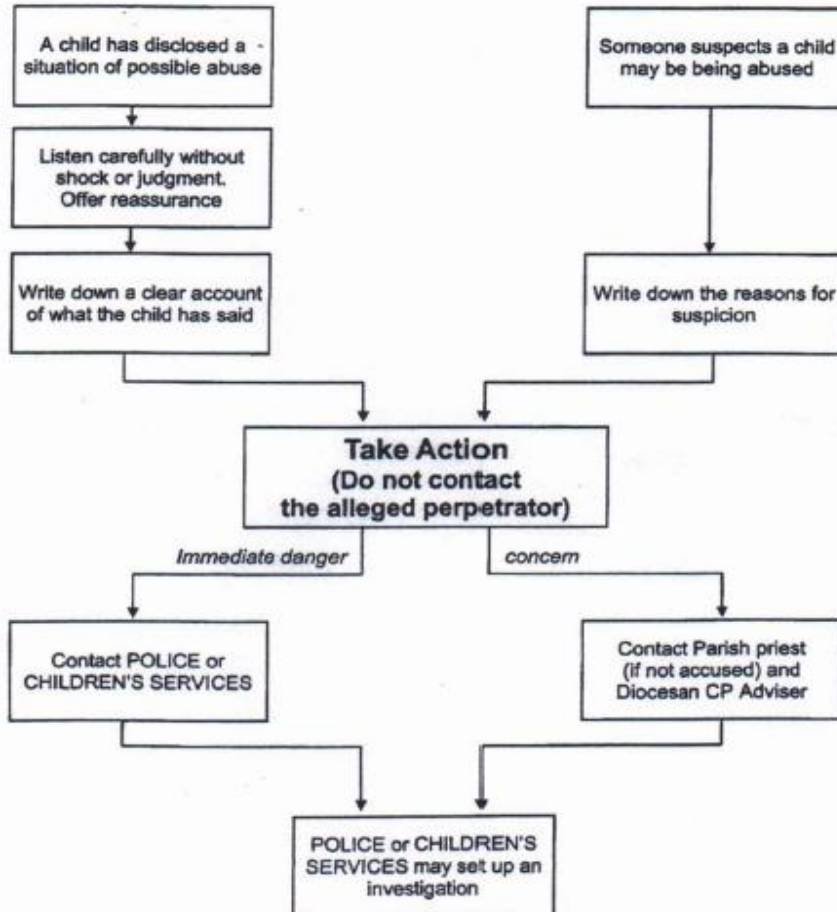 A child has disclosed a
situation of possible abuse
Someone suspects a child
may be being abused
Listen carefully without
shock or judgment.
Offer reassurance
Write down a clear account
of what the child has said
Write down the reasons for
suspicion
Take Action
(Do not contact
the alleged perpetrator)
Immediate danger
concern
Contact POLICE or
CHILDREN'S SERVICES
Contact Parish priest
(if not accused) and
Diocesan CP Adviser
POLICE or CHILDREN'S
SERVICES may set up an
investigation